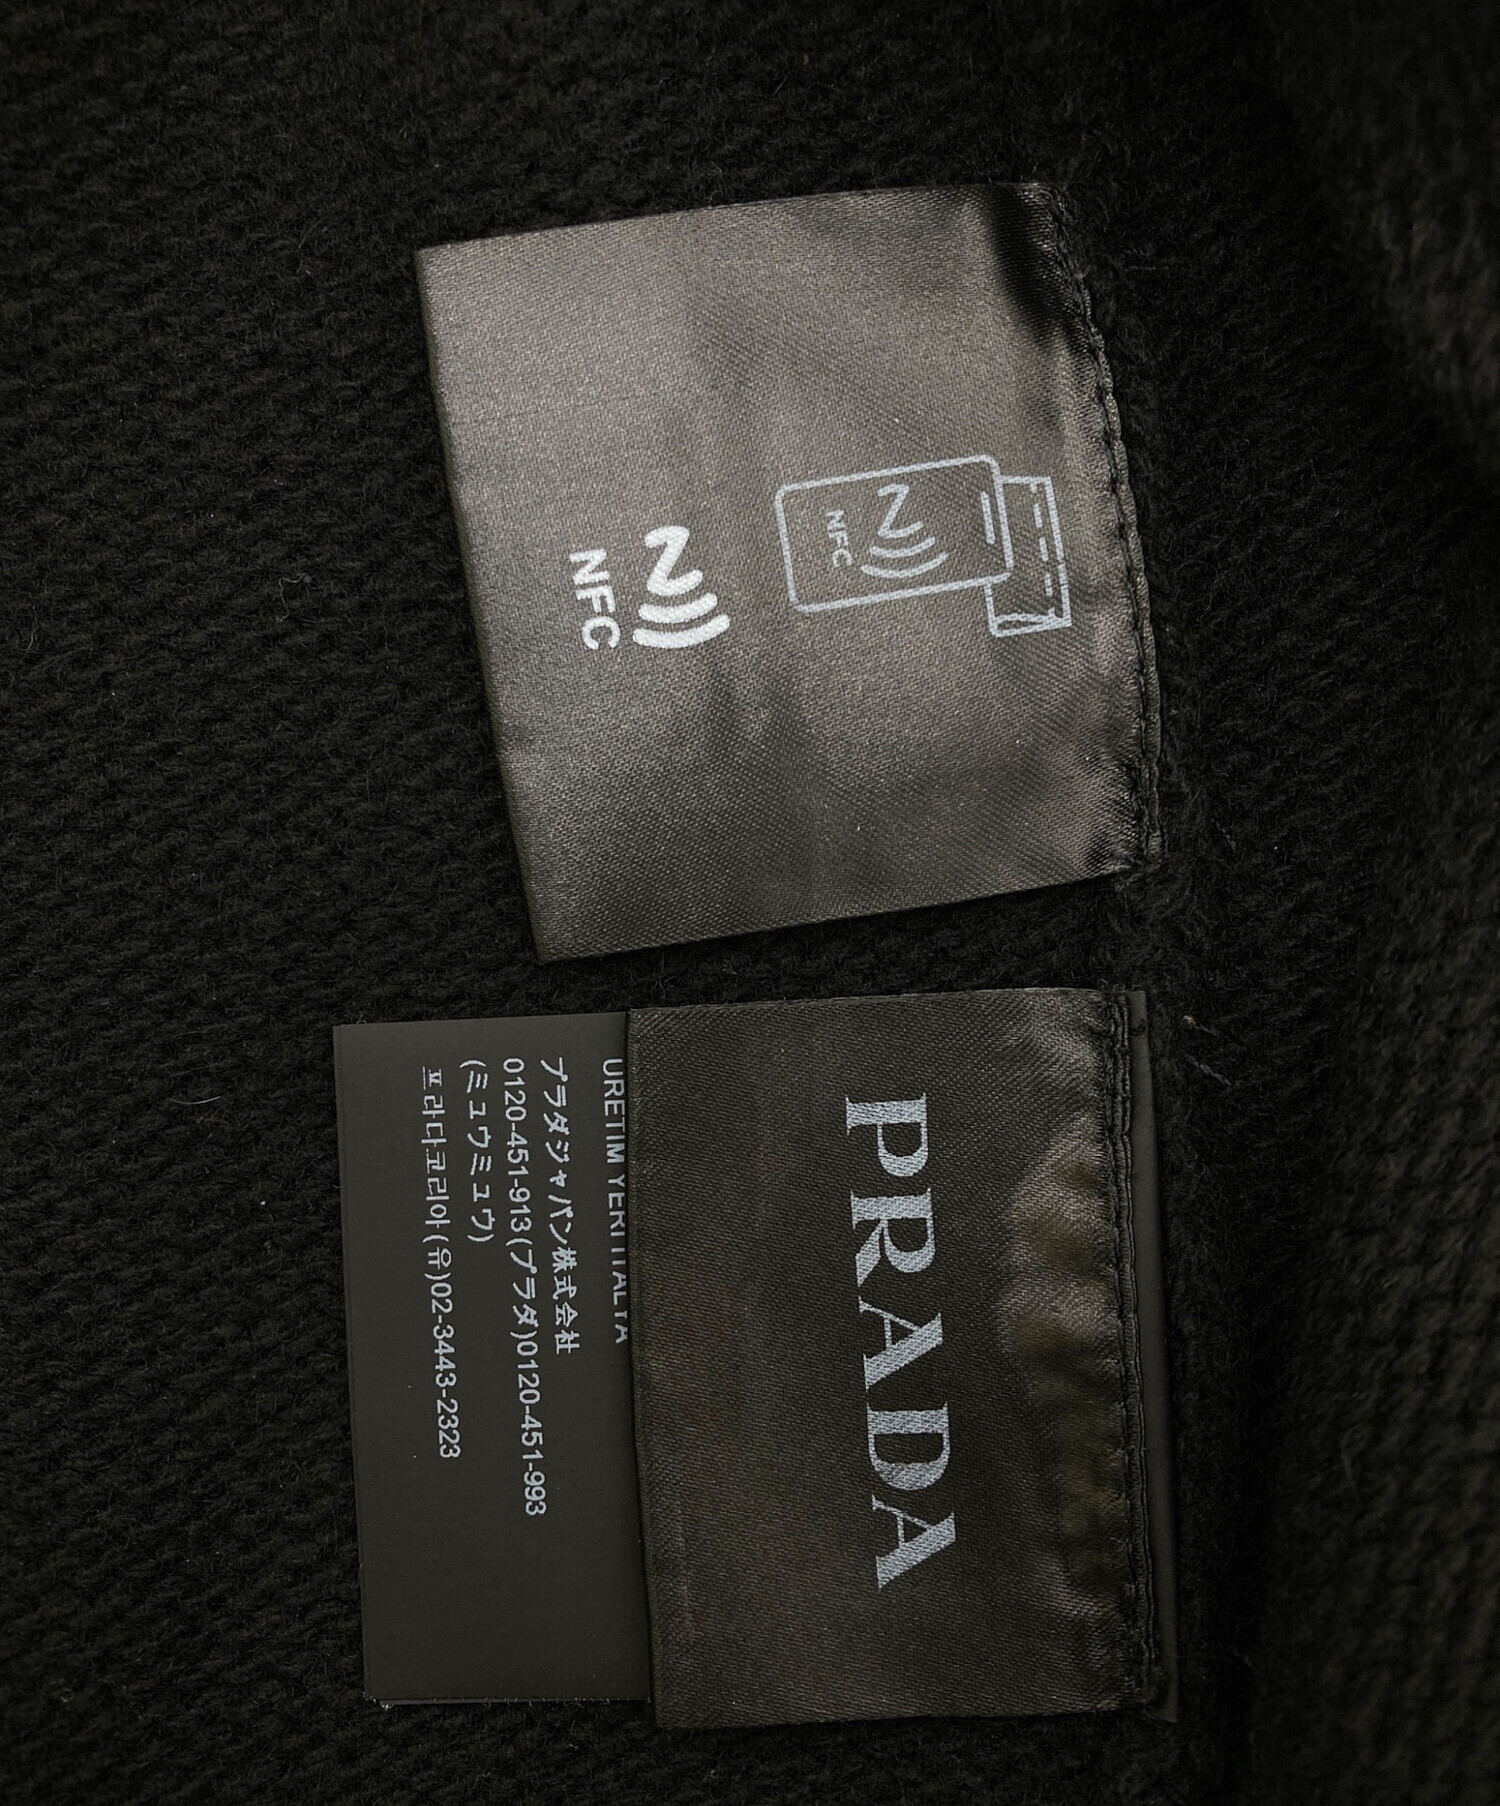 NFC
NFC
PRADA
URETIM YERI ITALYA
プラダジャパン株式会社
0120-451-913(プラダ)0120-451-993
(ミュウミュウ)
프라다코리아(유)02-3443-2323